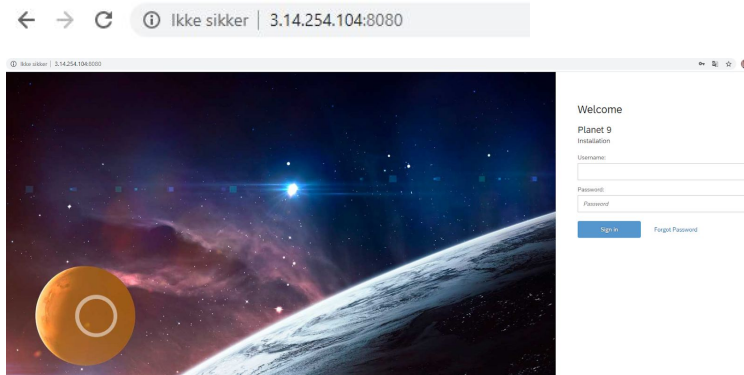 Ikke sikker | 3.14.254.104:8080
Ikke sikker | 3.14.254.104:8080
Welcome
Planet 9
Installation
Username:
Password:
Password
Sign in Forgot Password